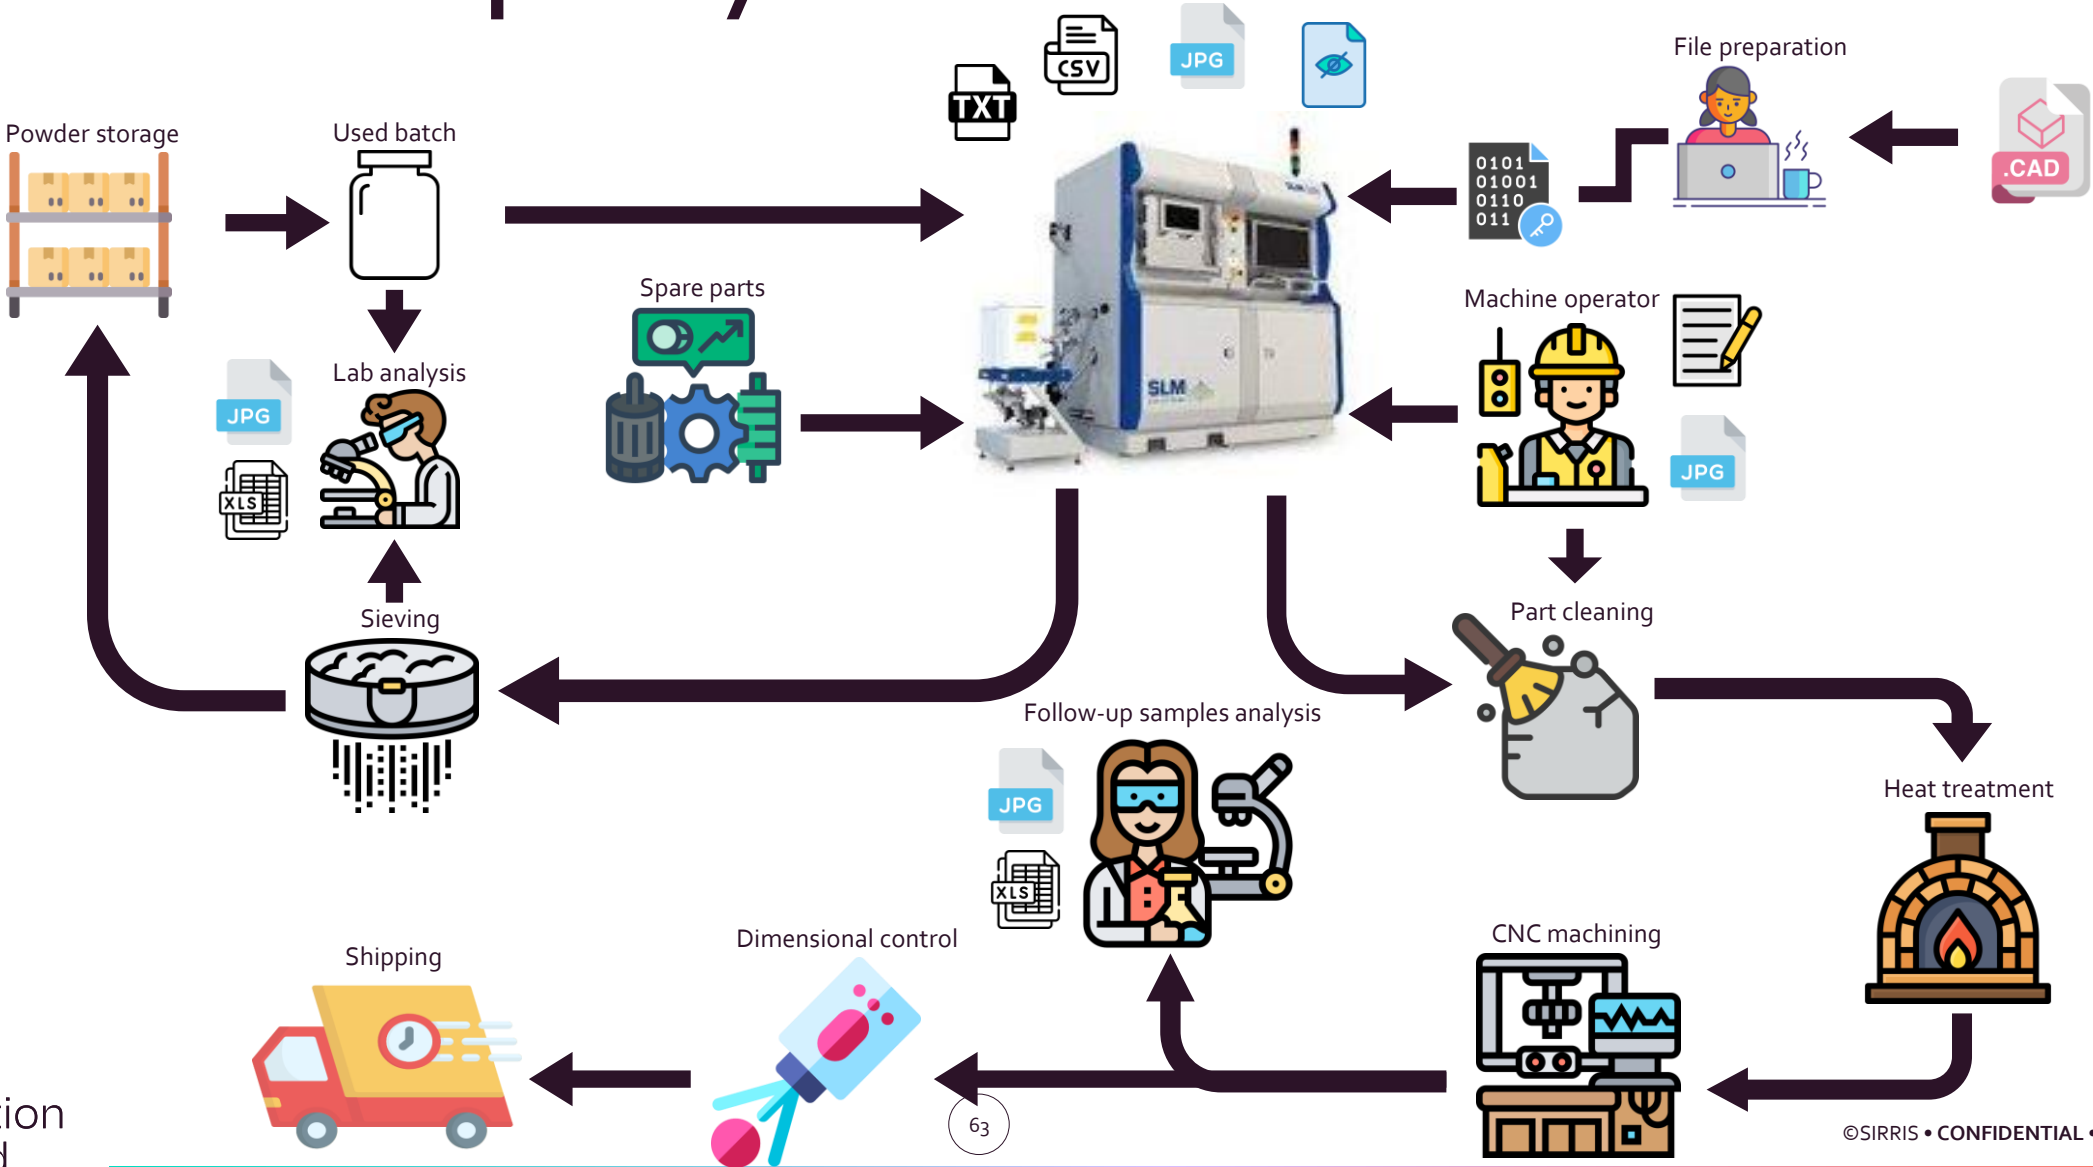 TXT
CSV
JPG
File preparation
.CAD
Powder storage
Used batch
0101
01001
0110
011
Spare parts
Machine operator
SLM
JPG
Lab analysis
JPG
XLS
Sieving
Part cleaning
Follow-up samples analysis
JPG
XLS
Heat treatment
CNC machining
Dimensional control
Shipping
63
©SIRRIS • CONFIDENTIAL •